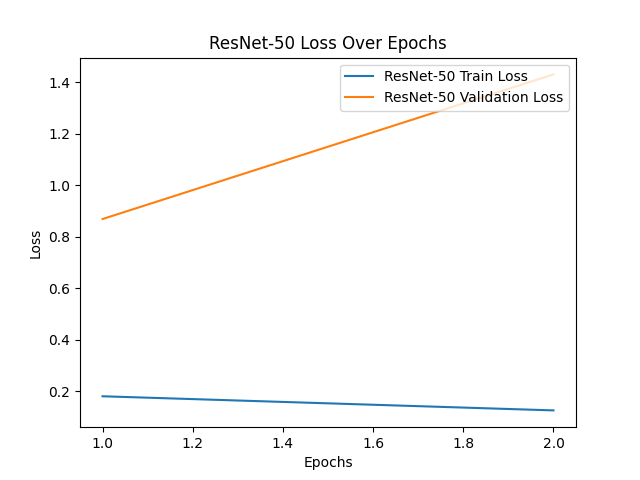 ResNet-50 Loss Over Epochs
ResNet-50 Train Loss
ResNet-50 Validation Loss
Loss
1.4
1.2
1.0
0.8
0.6
0.4
0.2
1.0 1.2 1.4 1.6 1.8 2.0
Epochs